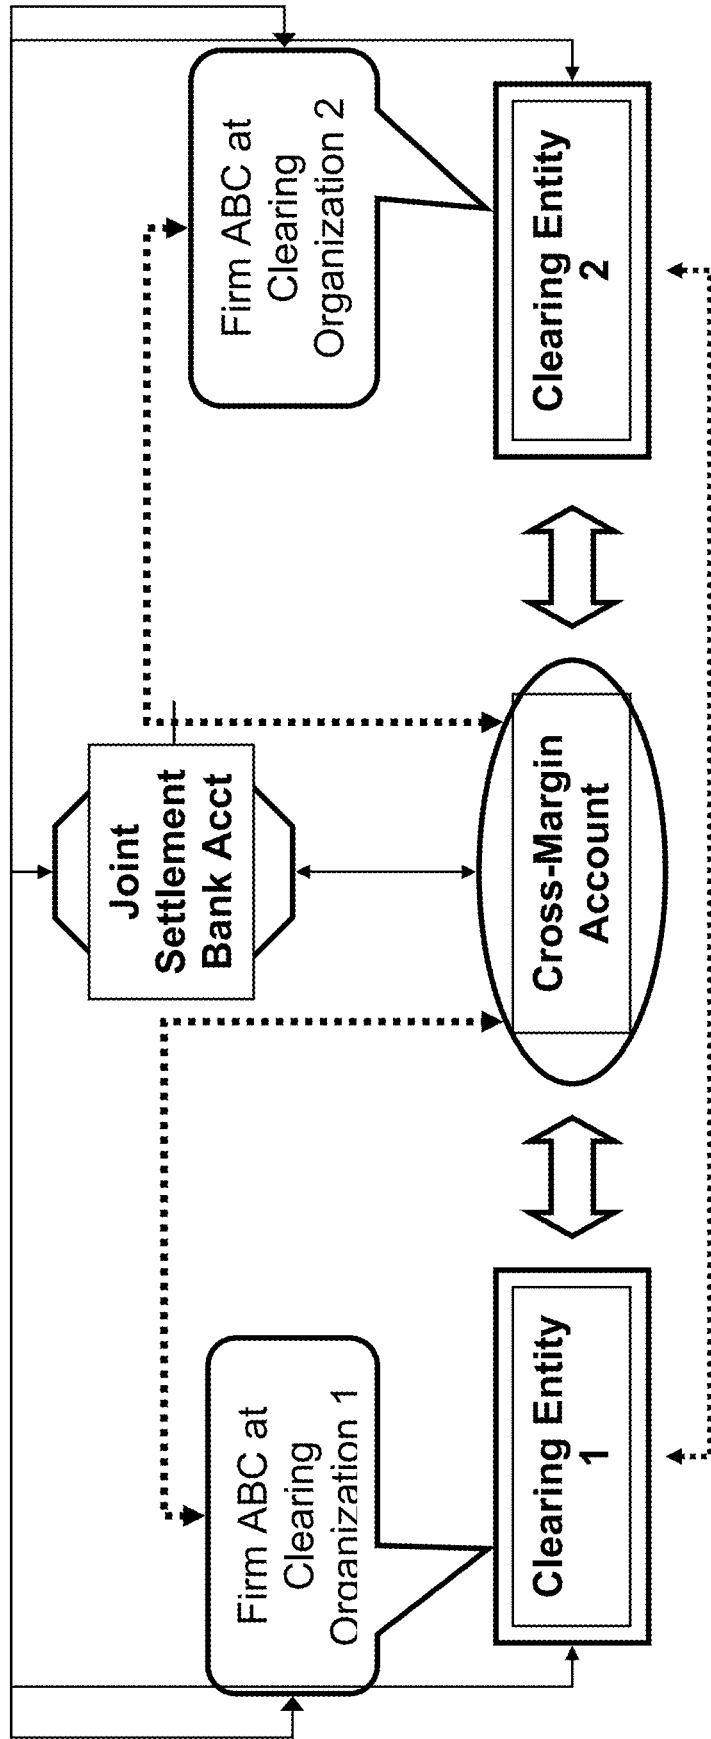 Firm ABC at
Clearing
Organization 1
Joint
Settlement
Bank Acct
Firm ABC at
Clearing
Organization 2
Clearing Entity
1
Cross-Margin
Account
Clearing Entity
2